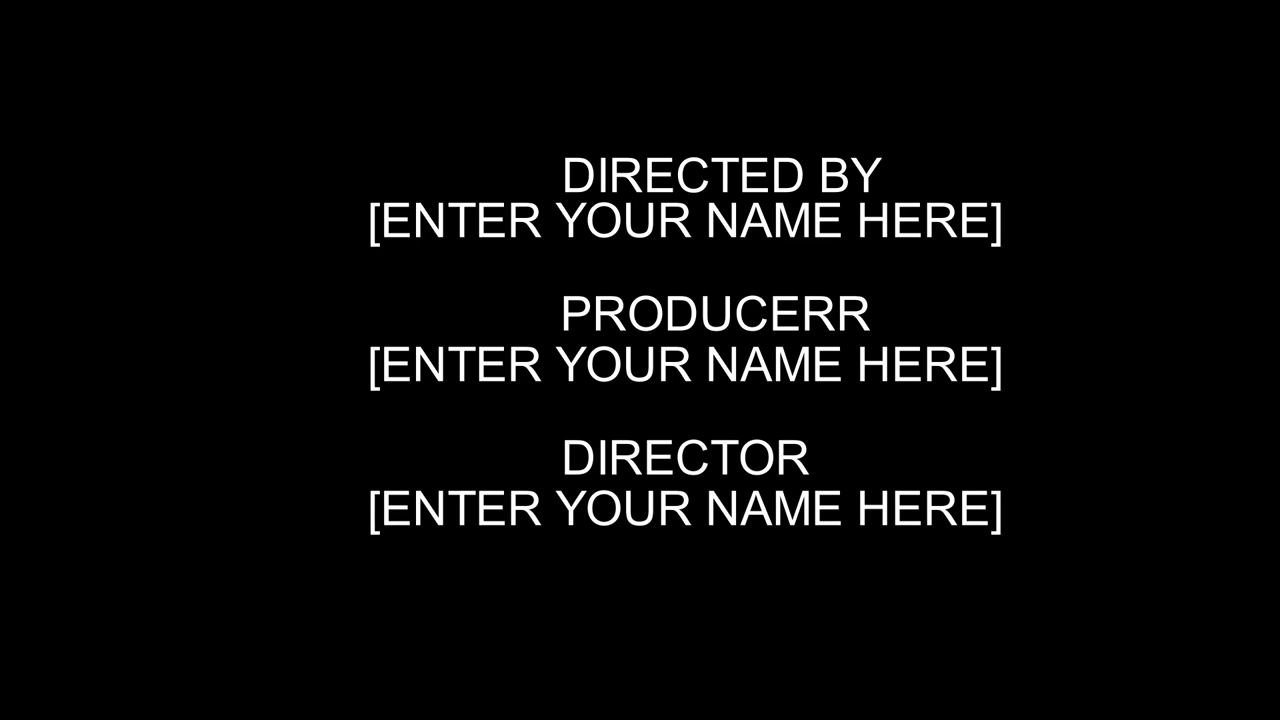 DIRECTED BY
[ENTER YOUR NAME HERE]
PRODUCERR
[ENTER YOUR NAME HERE]
DIRECTOR
[ENTER YOUR NAME HERE]